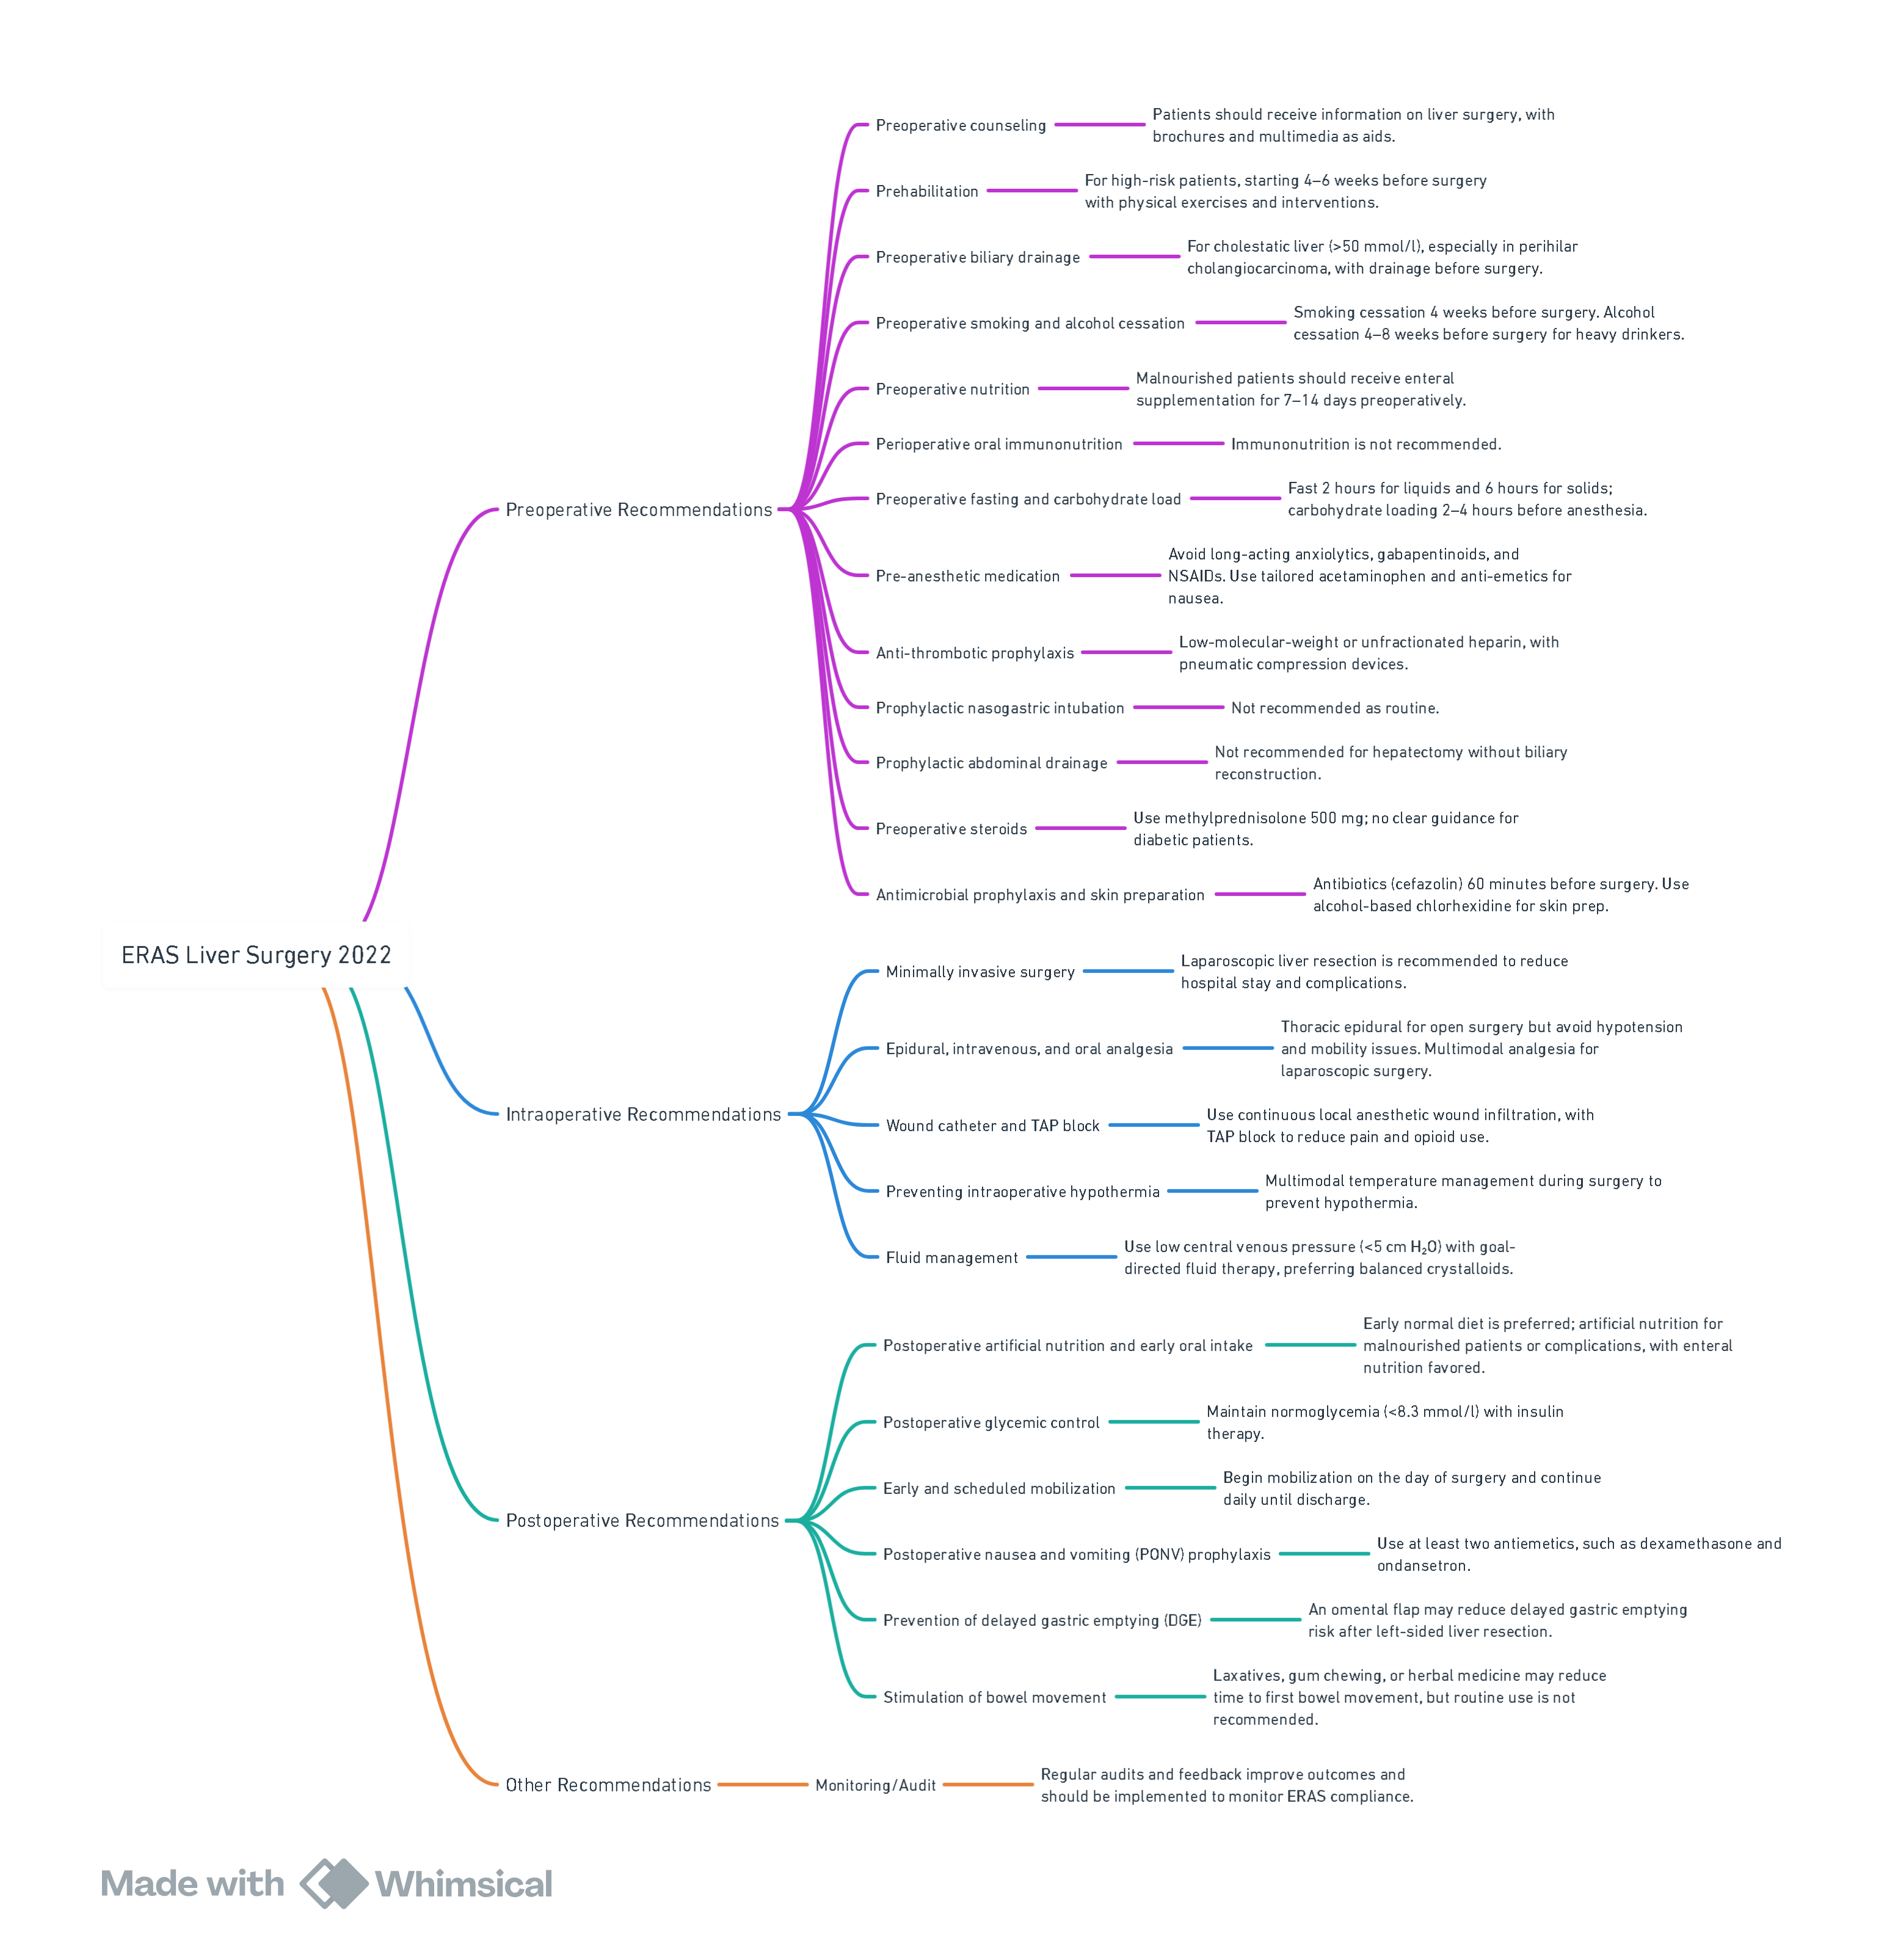 Preoperative counseling
Patients should receive information on liver surgery, with
brochures and multimedia as aids.
Prehabilitation
For high-risk patients, starting 4–6 weeks before surgery
with physical exercises and interventions.
Preoperative biliary drainage
For cholestatic liver (>50 mmol/l), especially in perihilar
cholangiocarcinoma, with drainage before surgery.
Preoperative smoking and alcohol cessation
Smoking cessation 4 weeks before surgery. Alcohol
cessation 4–8 weeks before surgery for heavy drinkers.
Preoperative nutrition
Malnourished patients should receive enteral
supplementation for 7–14 days preoperatively.
Perioperative oral immunonutrition
Immunonutrition is not recommended.
Preoperative Recommendations
Preoperative fasting and carbohydrate load
Fast 2 hours for liquids and 6 hours for solids;
carbohydrate loading 2–4 hours before anesthesia.
Pre-anesthetic medication
Avoid long-acting anxiolytics, gabapentinoids, and
NSAIDs. Use tailored acetaminophen and anti-emetics for
nausea.
Anti-thrombotic prophylaxis
Low-molecular-weight or unfractionated heparin, with
pneumatic compression devices.
Prophylactic nasogastric intubation
Not recommended as routine.
Prophylactic abdominal drainage
Not recommended for hepatectomy without biliary
reconstruction.
Preoperative steroids
Use methylprednisolone 500 mg; no clear guidance for
diabetic patients.
Antimicrobial prophylaxis and skin preparation
Antibiotics (cefazolin) 60 minutes before surgery. Use
alcohol-based chlorhexidine for skin prep.
ERAS Liver Surgery 2022
Minimally invasive surgery
Laparoscopic liver resection is recommended to reduce
hospital stay and complications.
Epidural, intravenous, and oral analgesia
Thoracic epidural for open surgery but avoid hypotension
and mobility issues. Multimodal analgesia for
laparoscopic surgery.
Intraoperative Recommendations
Wound catheter and TAP block
Use continuous local anesthetic wound infiltration, with
TAP block to reduce pain and opioid use.
Preventing intraoperative hypothermia
Multimodal temperature management during surgery to
prevent hypothermia.
Fluid management
Use low central venous pressure (<5 cm H₂O) with goal-
directed fluid therapy, preferring balanced crystalloids.
Postoperative artificial nutrition and early oral intake
Early normal diet is preferred; artificial nutrition for
malnourished patients or complications, with enteral
nutrition favored.
Postoperative glycemic control
Maintain normoglycemia (<8.3 mmol/l) with insulin
therapy.
Early and scheduled mobilization
Begin mobilization on the day of surgery and continue
daily until discharge.
Postoperative Recommendations
Postoperative nausea and vomiting (PONV) prophylaxis
Use at least two antiemetics, such as dexamethasone and
ondansetron.
Prevention of delayed gastric emptying (DGE)
An omental flap may reduce delayed gastric emptying
risk after left-sided liver resection.
Stimulation of bowel movement
Laxatives, gum chewing, or herbal medicine may reduce
time to first bowel movement, but routine use is not
recommended.
Other Recommendations
Monitoring/Audit
Regular audits and feedback improve outcomes and
should be implemented to monitor ERAS compliance.
Made with Whimsical